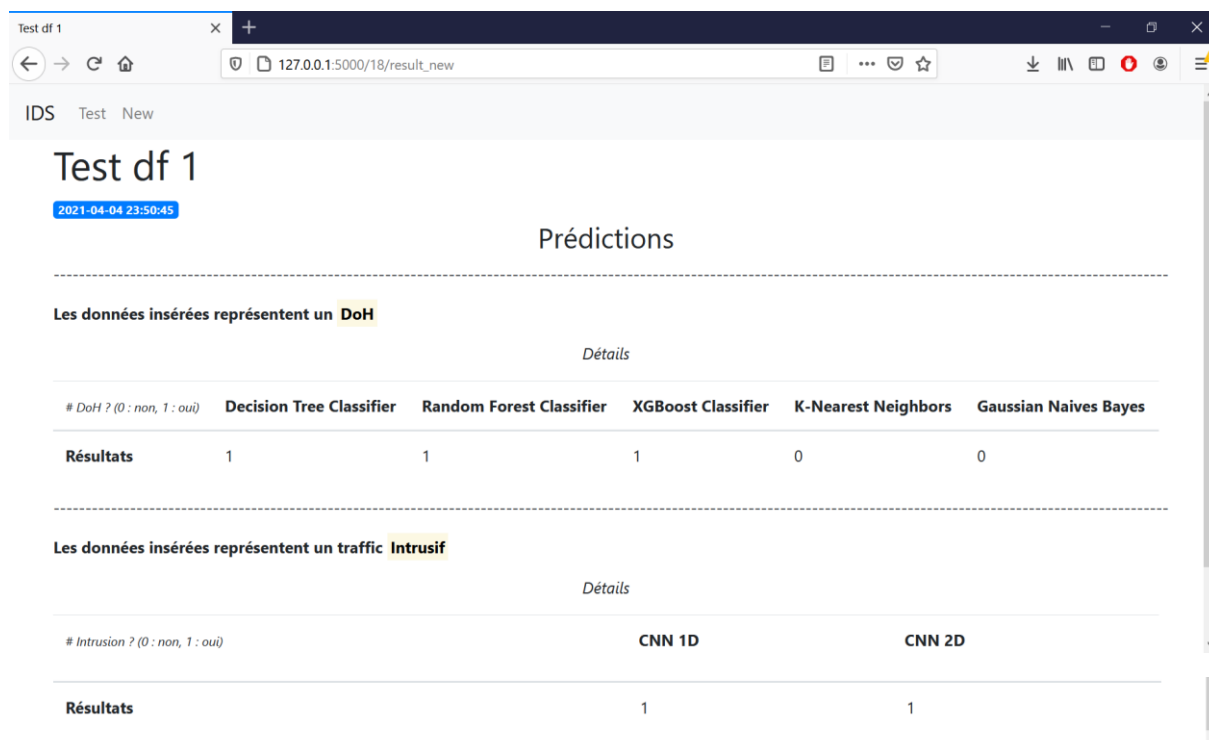 Test df 1
127.0.0.1:5000/18/result_new
IDS Test New
Test df 1
2021-04-04 23:50:45
Prédictions
Les données insérées représentent un DoH
Détails
# DoH ? (0 : non, 1 : oui) Decision Tree Classifier Random Forest Classifier XGBoost Classifier K-Nearest Neighbors Gaussian Naives Bayes
Résultats 1 1 1 0 0
Les données insérées représentent un traffic Intrusif
Détails
# Intrusion ? (0 : non, 1 : oui) CNN 1D CNN 2D
Résultats 1 1